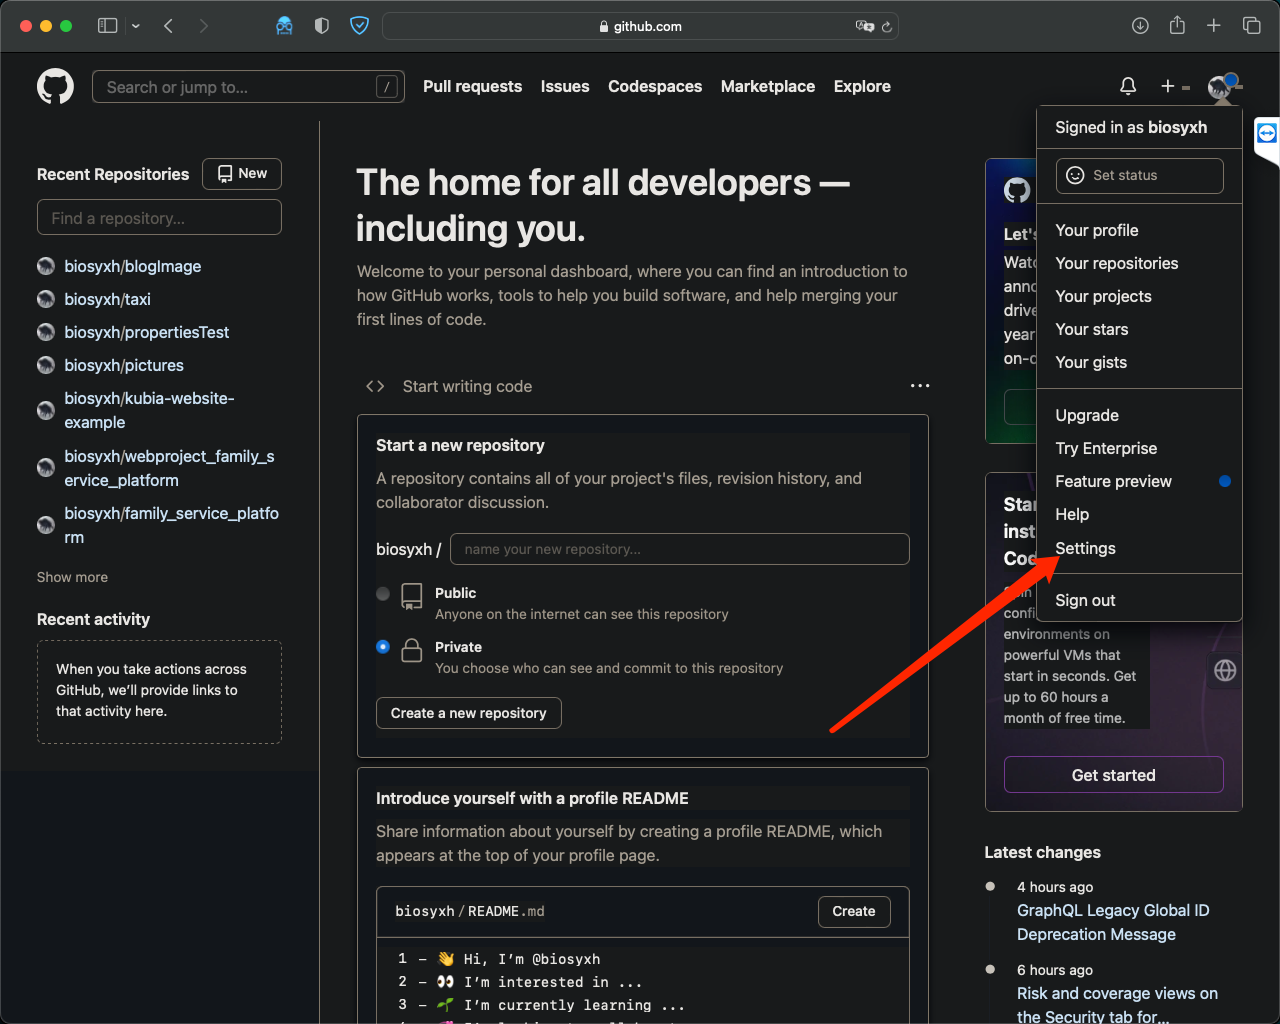 github.com
Search or jump to...
/
Pull requests
Issues
Codespaces
Marketplace
Explore
Signed in as biosyxh
Set status
Your profile
Your repositories
Your projects
Your stars
Your gists
Upgrade
Try Enterprise
Feature preview
Help
Settings
Sign out
Recent Repositories
New
Find a repository...
biosyxh/blogImage
biosyxh/taxi
biosyxh/propertiesTest
biosyxh/pictures
biosyxh/kubia-website-
example
biosyxh/webproject_family_s
ervice_platform
biosyxh/family_service_platfo
rm
Show more
Recent activity
When you take actions across
GitHub, we’ll provide links to
that activity here.
The home for all developers —
including you.
Welcome to your personal dashboard, where you can find an introduction to
how GitHub works, tools to help you build software, and help merging your
first lines of code.
Start writing code
Start a new repository
A repository contains all of your project's files, revision history, and
collaborator discussion.
biosyxh /
name your new repository...
Public
Anyone on the internet can see this repository
Private
You choose who can see and commit to this repository
Create a new repository
Introduce yourself with a profile README
Share information about yourself by creating a profile README, which
appears at the top of your profile page.
biosyxh/README.md
Create
1 – 👋 Hi, I’m @biosyxh
2 – 👀 I’m interested in ...
3 – 🌱 I’m currently learning ...
Let's
year
on-
environments on
powerful VMs that
start in seconds. Get
up to 60 hours a
month of free time.
Get started
Latest changes
4 hours ago
GraphQL Legacy Global ID
Deprecation Message
6 hours ago
Risk and coverage views on
the Security tab for...